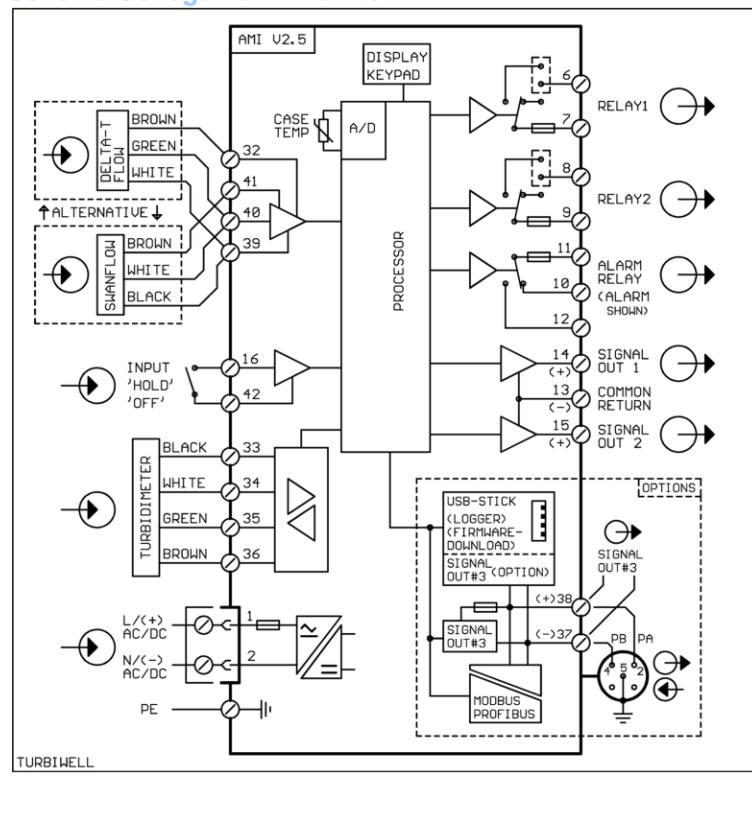 AMI V2.5
DISPLAY
KEYPAD
CASE
TEMP
A/D
PROCESSOR
DELTA-T
FLOW
BROWN
GREEN
WHITE
32
41
40
39
↑ALTERNATIVE↓
SWANFLOW
BROWN
WHITE
BLACK
INPUT
'HOLD'
'OFF'
16
42
TURBIDIMETER
BLACK
WHITE
GREEN
BROWN
33
34
35
36
L/(+)
AC/DC
N/(-)
AC/DC
1
2
PE
6
RELAY1
7
8
RELAY2
9
11
10
12
ALARM
RELAY
(ALARM
SHOWN)
14
(+)
SIGNAL
OUT 1
13
(-)
COMMON
RETURN
15
(+)
SIGNAL
OUT 2
OPTIONS
USB-STICK
(LOGGER)
(FIRMWARE-
DOWNLOAD)
SIGNAL
OUT#3 (OPTION)
SIGNAL
OUT#3
SIGNAL
OUT#3
(+)38
(-)37
PB PA
4 5 2
MODBUS
PROFIBUS
TURBIWELL